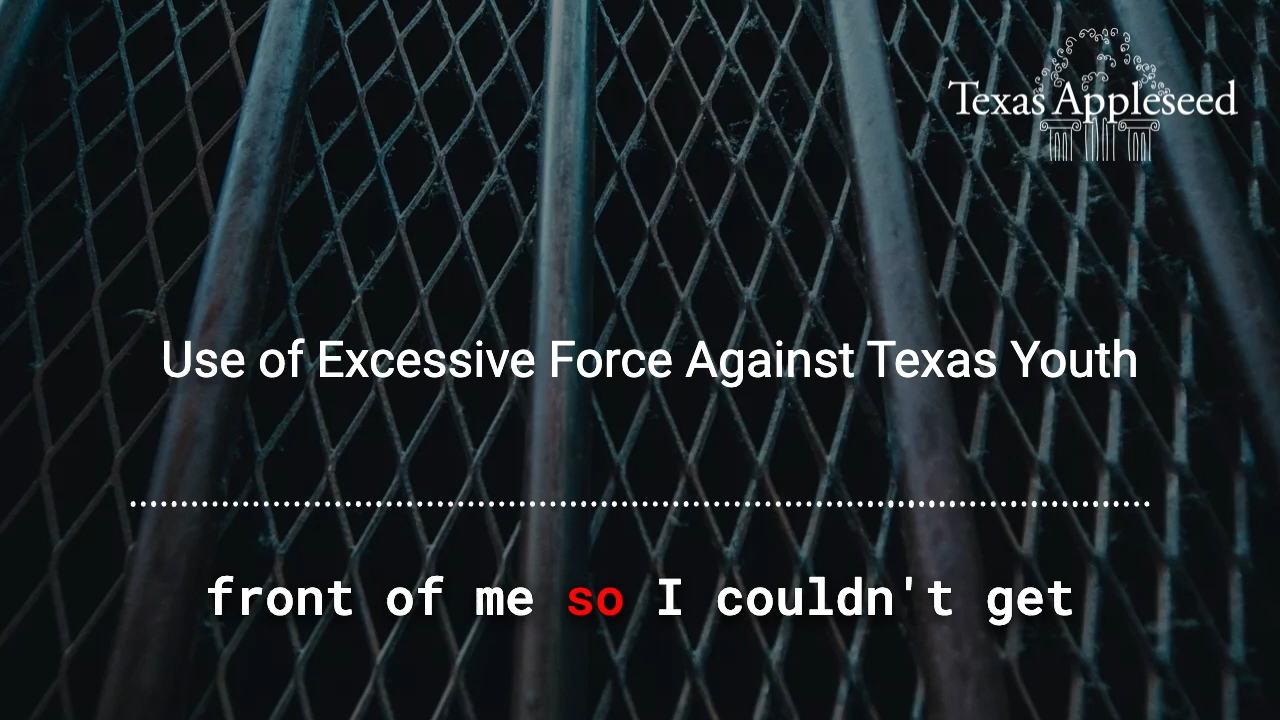 Texas Appleseed
Use of Excessive Force Against Texas Youth
front of me so I couldn't get